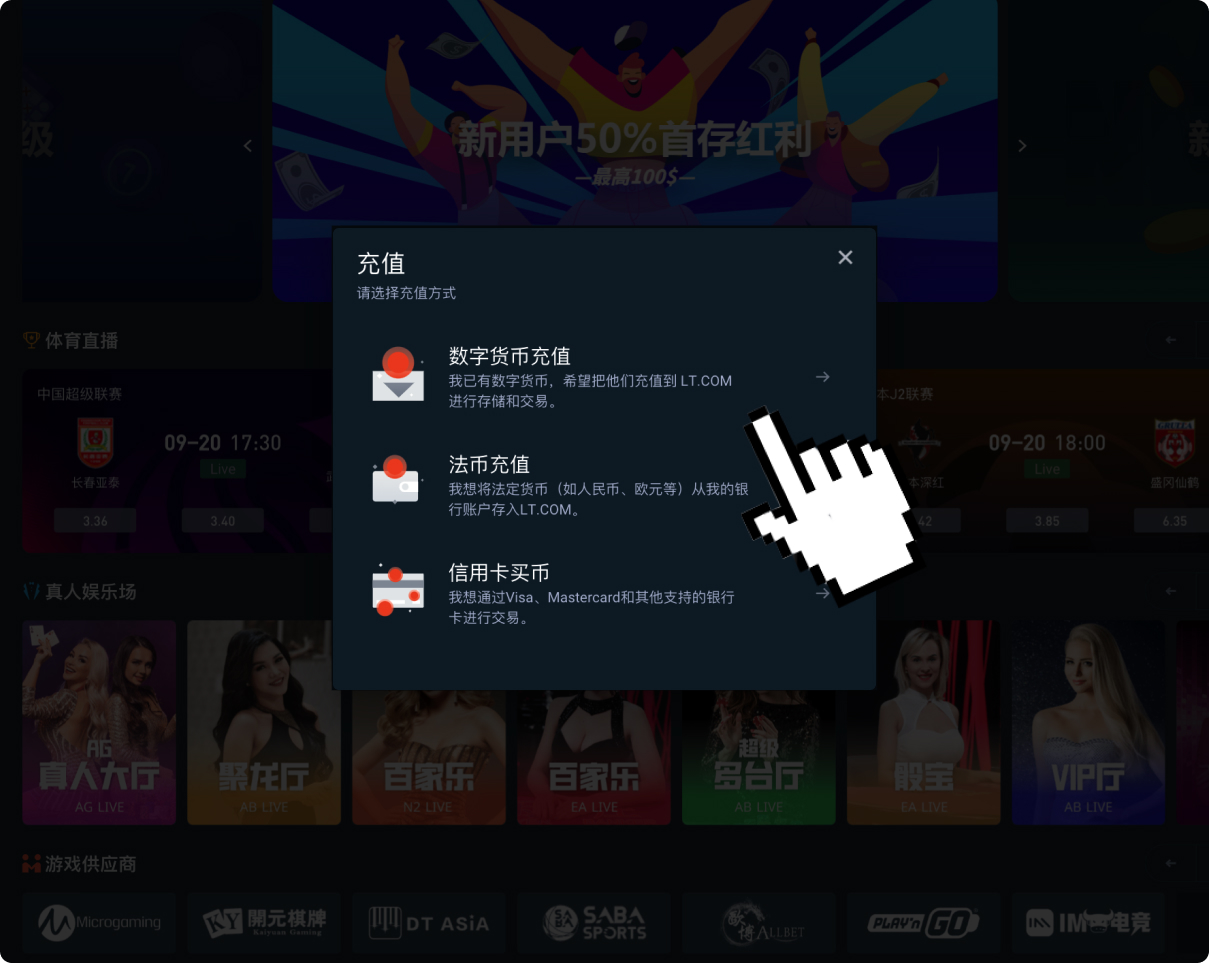 级
新用户50%首存红利
—最高100$—
新
充值
请选择充值方式
数字货币充值
我已有数字货币，希望把他们充值到 LT.COM
进行存储和交易。
法币充值
我想将法定货币（如人民币、欧元等）从我的银
行账户存入LT.COM。
信用卡买币
我想通过Visa、Mastercard和其他支持的银行
卡进行交易。
体育直播
中国超级联赛
09-20 17:30
Live
长春亚泰
3.36
3.40
本J2联赛
09-20 18:00
Live
本深红
盛冈仙鹤
42
3.85
6.35
真人娱乐场
AG
真人大厅
AG LIVE
聚龙厅
AB LIVE
百家乐
N2 LIVE
百家乐
EA LIVE
超级
多台厅
AB LIVE
骰宝
EA LIVE
VIP厅
AB LIVE
游戏供应商
Microgaming
KY 開元棋牌
Kaiyuan Gaming
DT ASiA
SABA
SPORTS
歐博 ALLBET
PLAY'n GO
IM 电竞